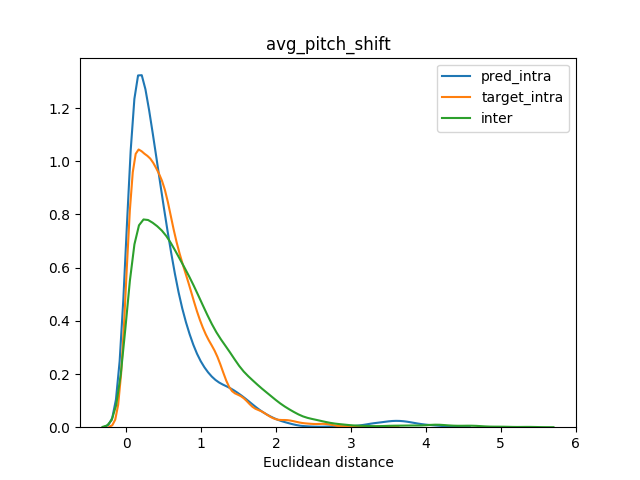 avg_pitch_shift
pred_intra
target_intra
inter
1.2
1.0
0.8
0.6
0.4
0.2
0.0
0 1 2 3 4 5 6
Euclidean distance